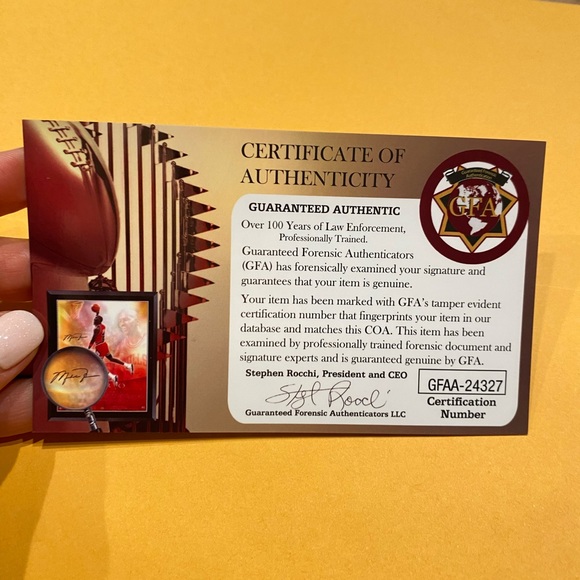 CERTIFICATE OF
AUTHENTICITY
GFA
GUARANTEED AUTHENTIC
Over 100 Years of Law Enforcement,
Professionally Trained.
Guaranteed Forensic Authenticators
(GFA) has forensically examined your signature and
guarantees that your item is genuine.
Your item has been marked with GFA's tamper evident
certification number that fingerprints your item in our
database and matches this COA. This item has been
examined by professionally trained forensic document and
signature experts and is guaranteed genuine by GFA.
Stephen Rocchi, President and CEO
Guaranteed Forensic Authenticators LLC
GFAA-24327
Certification
Number